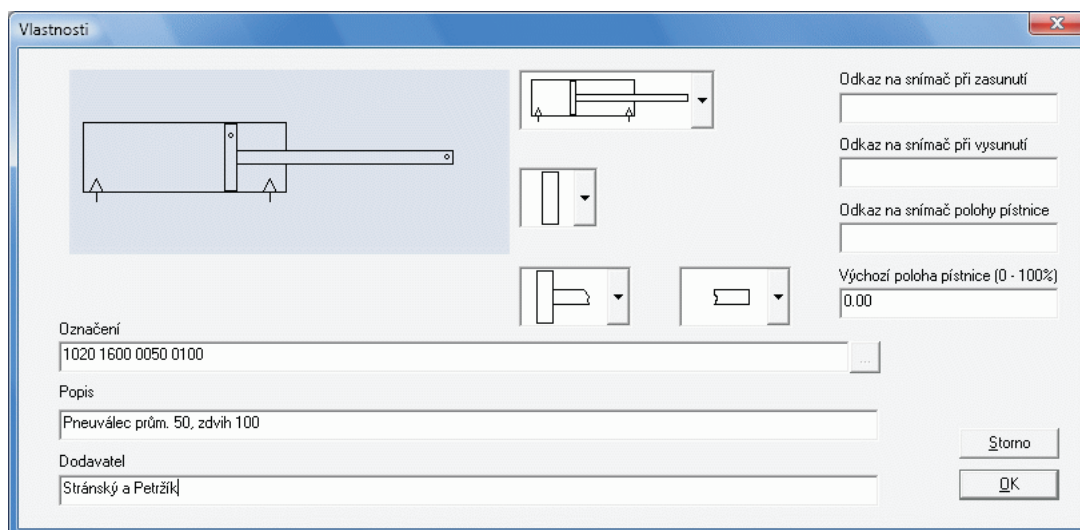 Vlastnosti
Odkaz na snímač při zasunutí
Odkaz na snímač při vysunutí
Odkaz na snímač polohy pístnice
Výchozí poloha pístnice (0 - 100%)
0.00
Označení
1020 1600 0050 0100
...
Popis
Pneuválec prům. 50, zdvih 100
Dodavatel
Stránský a Petržík
Storno
OK